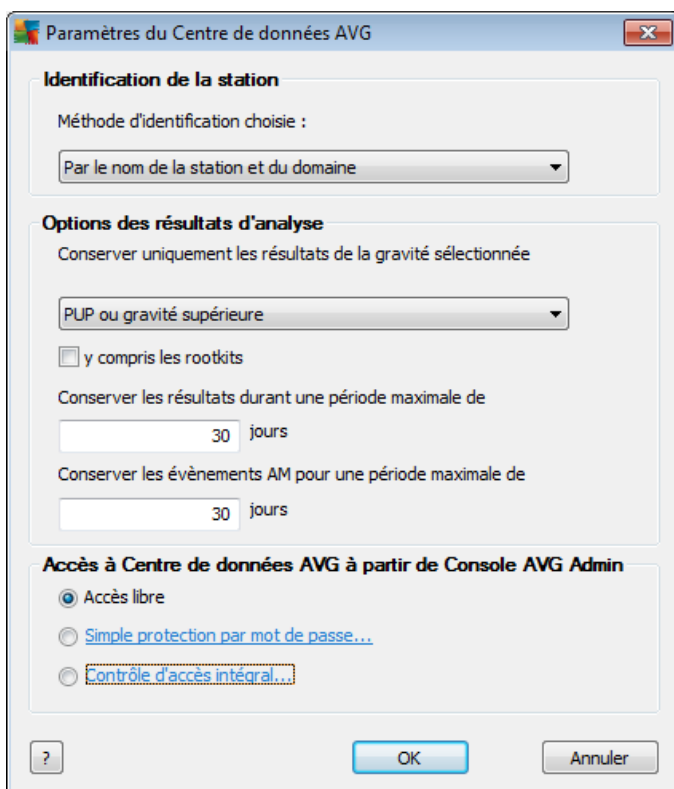 Paramètres du Centre de données AVG
Identification de la station
Méthode d'identification choisie :
Par le nom de la station et du domaine
Options des résultats d'analyse
Conserver uniquement les résultats de la gravité sélectionnée
PUP ou gravité supérieure
y compris les rootkits
Conserver les résultats durant une période maximale de
30 jours
Conserver les évènements AM pour une période maximale de
30 jours
Accès à Centre de données AVG à partir de Console AVG Admin
Accès libre
Simple protection par mot de passe...
Contrôle d'accès intégral...
? OK Annuler